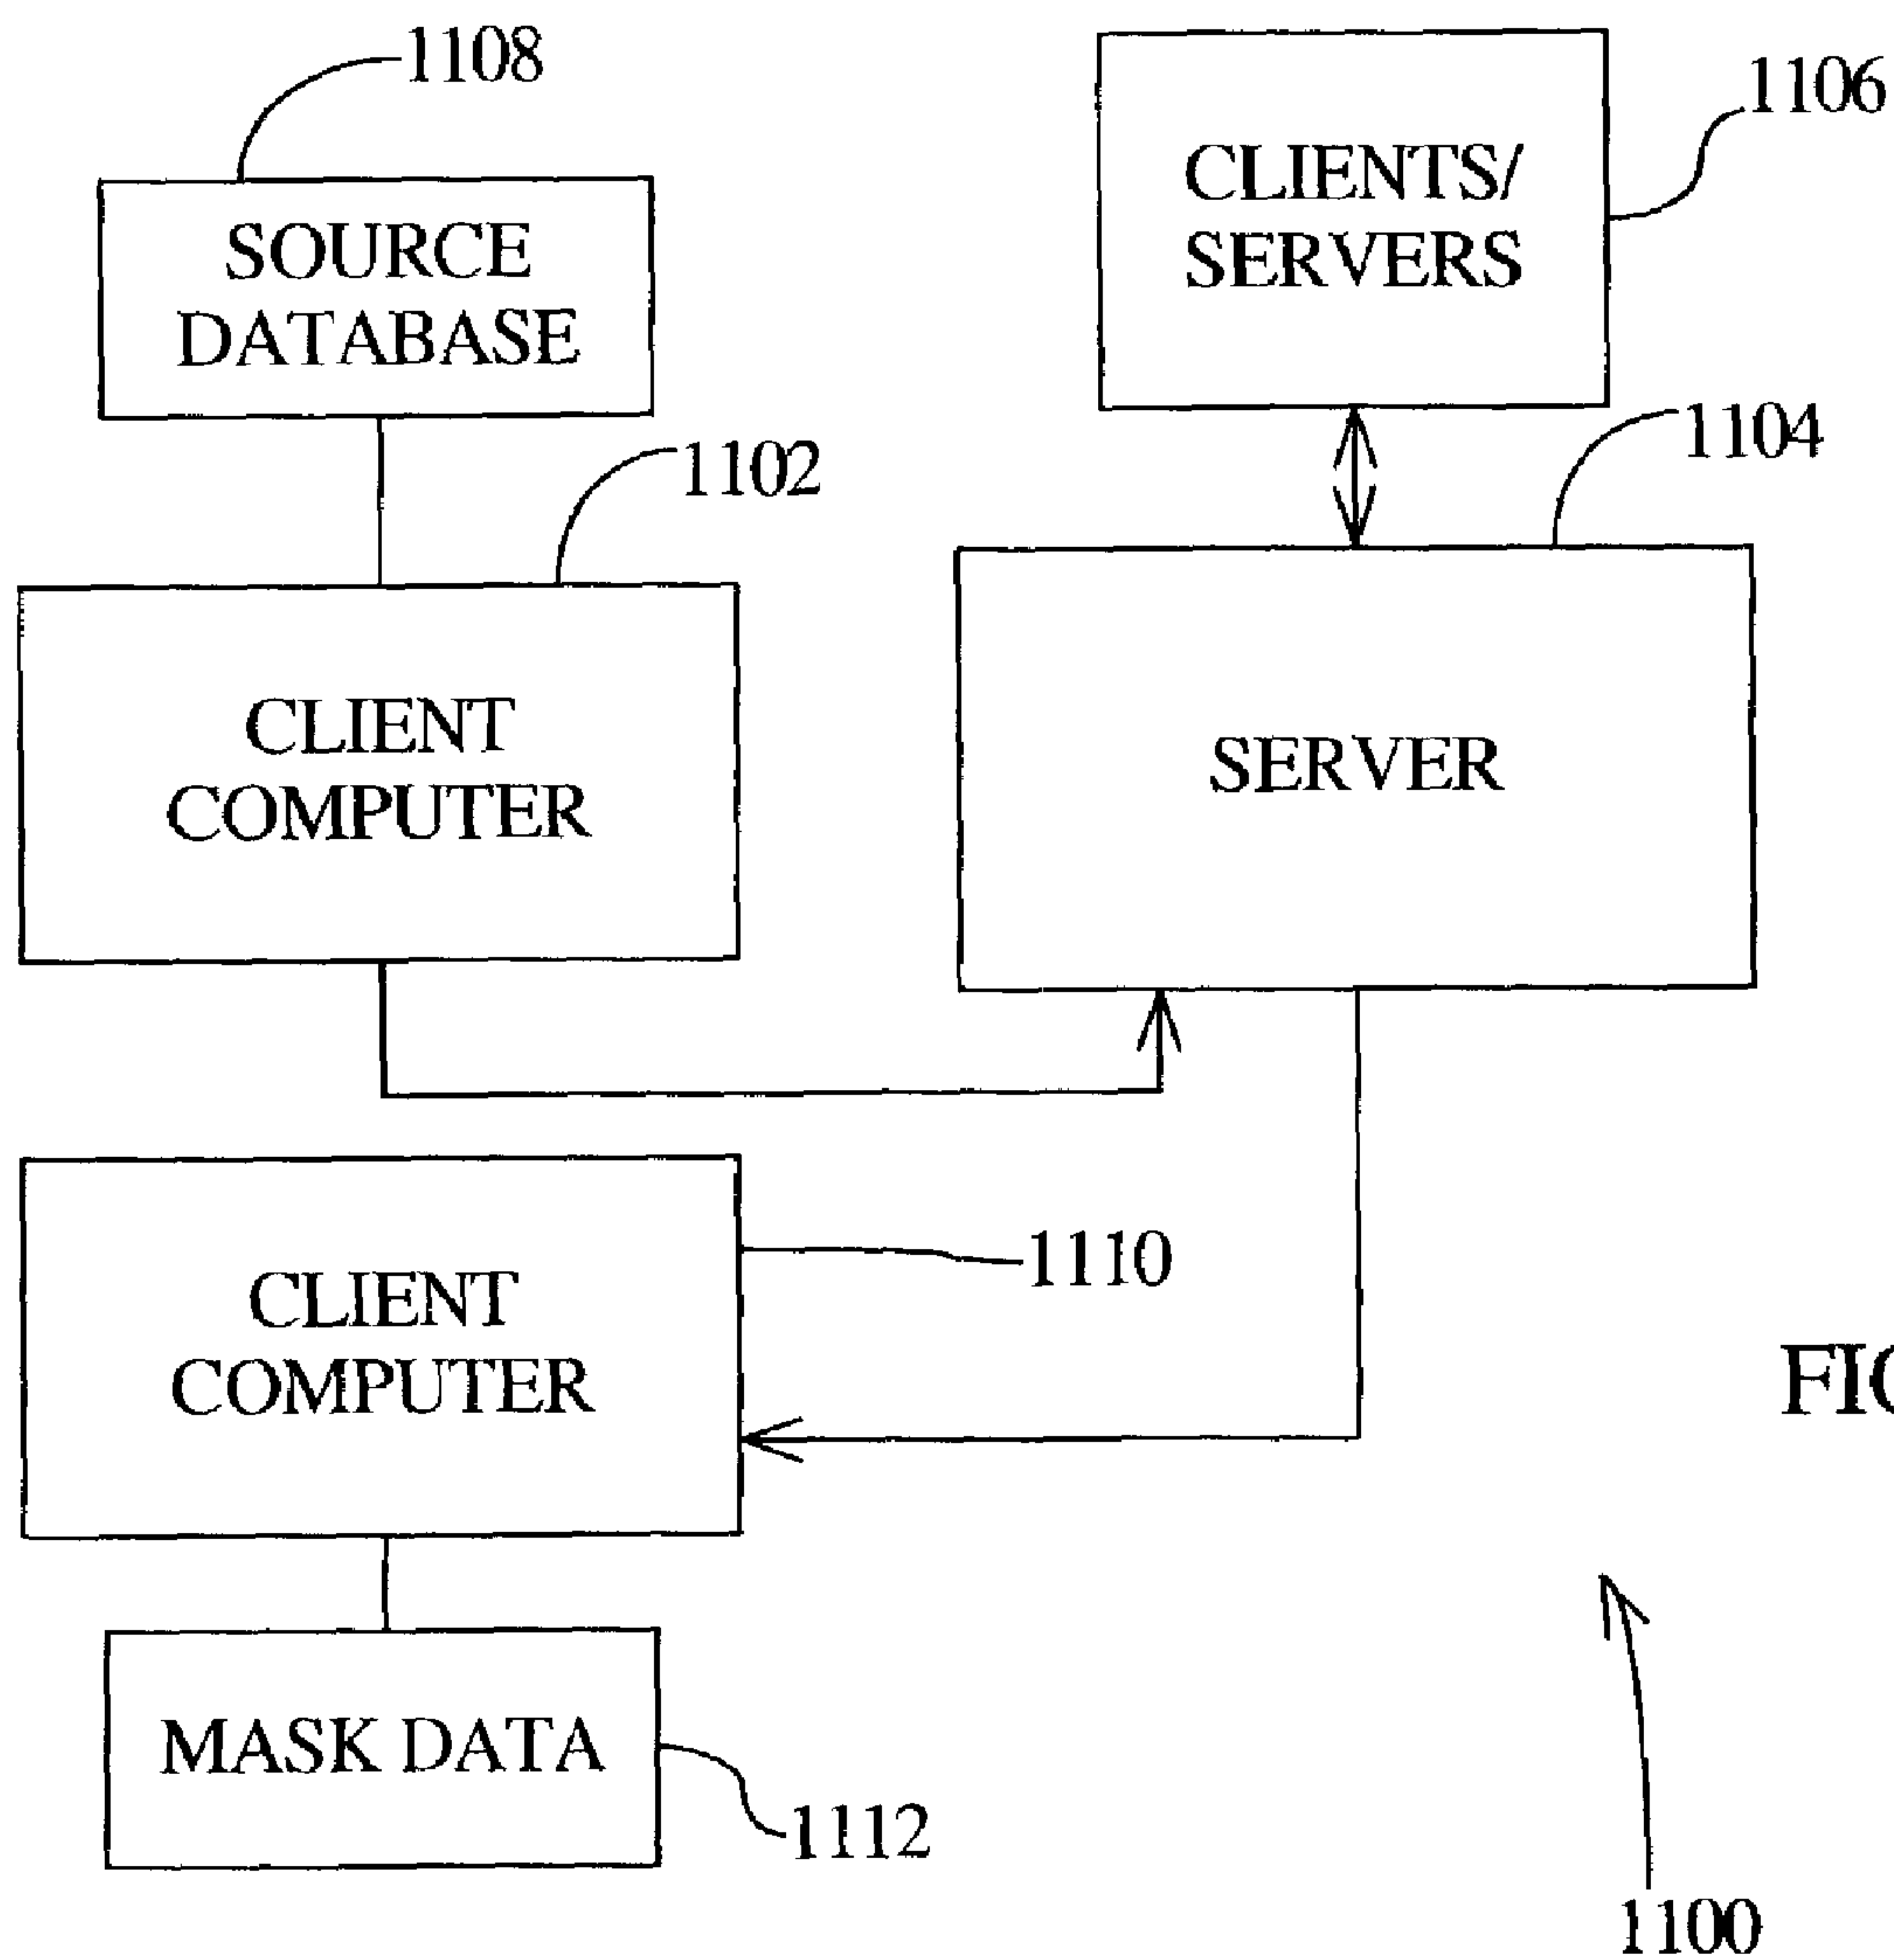 1108
SOURCE
DATABASE
CLIENTS/
SERVERS
1106
1102
1104
CLIENT
COMPUTER
SERVER
CLIENT
COMPUTER
1110
MASK DATA
1112
1100